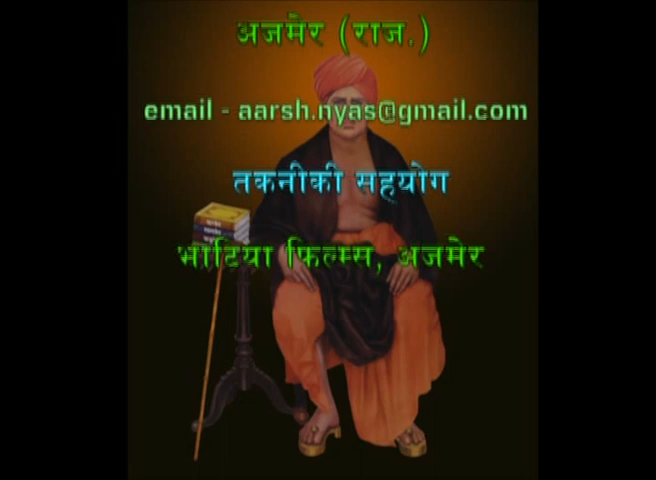 अजमेर (राज.)
email - aarsh.nyas@gmail.com
तकनीकी सहयोग
भाटिया फिल्म्स, अजमेर